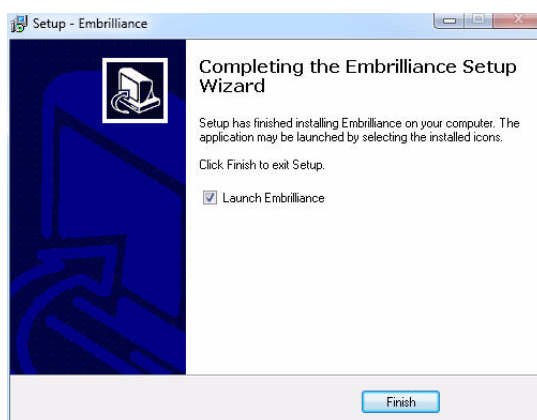 Setup - Embrilliance
Completing the Embrilliance Setup
Wizard
Setup has finished installing Embrilliance on your computer. The
application may be launched by selecting the installed icons.
Click Finish to exit Setup.
Launch Embrilliance
Finish